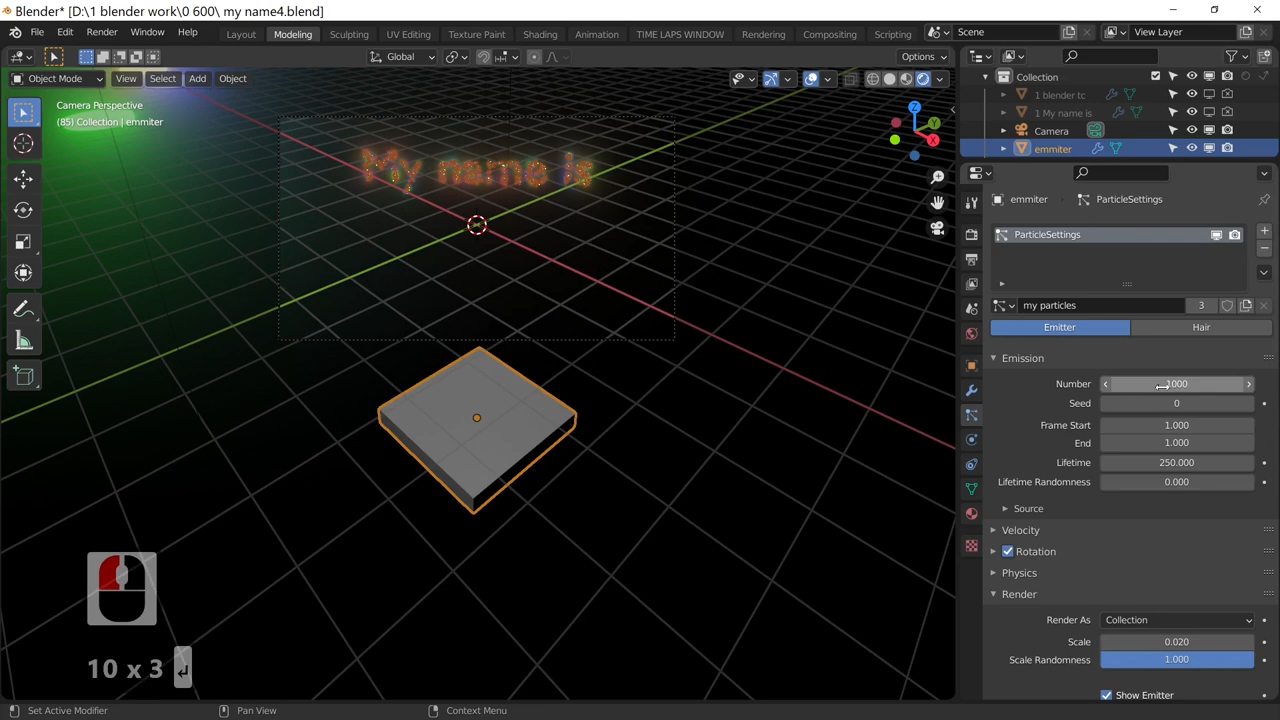 Blender* [D:\1 blender work\0 600\ my name4.blend]
File Edit Render Window Help
Layout Modeling Sculpting UV Editing Texture Paint Shading Animation TIME LAPS WINDOW Rendering Compositing Scripting
Scene
View Layer
Global
Options
Object Mode View Select Add Object
Camera Perspective
(85) Collection | emmiter
My name is
Z
Y
X
Collection
1 blender tc
1 My name is
Camera
emmiter
emmiter ParticleSettings
ParticleSettings
my particles 3
Emitter Hair
Emission
Number 1000
Seed 0
Frame Start 1.000
End 1.000
Lifetime 250.000
Lifetime Randomness 0.000
Source
Velocity
Rotation
Physics
Render
Render As Collection
Scale 0.020
Scale Randomness 1.000
Show Emitter
10 x 3
Set Active Modifier Pan View Context Menu